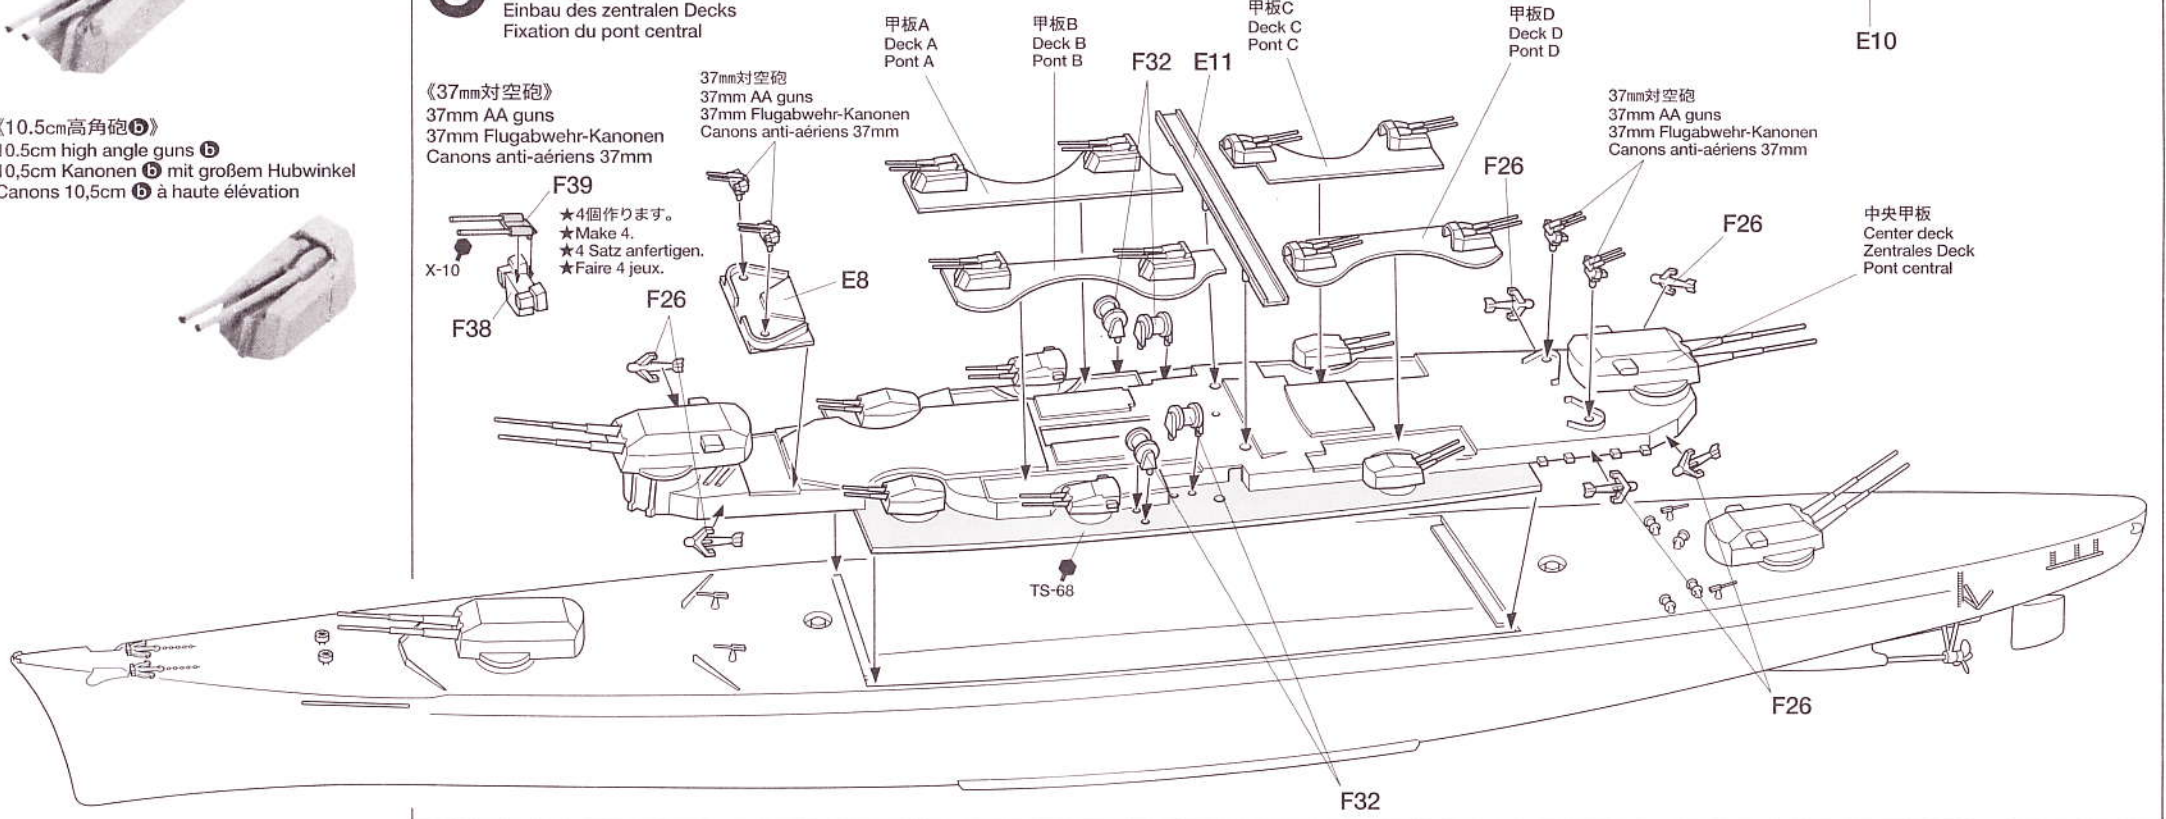 《10.5cm高角砲b》
10.5cm high angle guns b
10,5cm Kanonen b mit großem Hubwinkel
Canons 10,5cm b à haute élévation
Einbau des zentralen Decks
Fixation du pont central
《37mm対空砲》
37mm AA guns
37mm Flugabwehr-Kanonen
Canons anti-aériens 37mm
F39
★4個作ります。
★Make 4.
★4 Satz anfertigen.
★Faire 4 jeux.
X-10
F38
37mm対空砲
37mm AA guns
37mm Flugabwehr-Kanonen
Canons anti-aériens 37mm
E8
F26
甲板A
Deck A
Pont A
甲板B
Deck B
Pont B
F32
E11
甲板C
Deck C
Pont C
甲板D
Deck D
Pont D
F26
37mm対空砲
37mm AA guns
37mm Flugabwehr-Kanonen
Canons anti-aériens 37mm
F26
中央甲板
Center deck
Zentrales Deck
Pont central
E10
TS-68
F26
F32